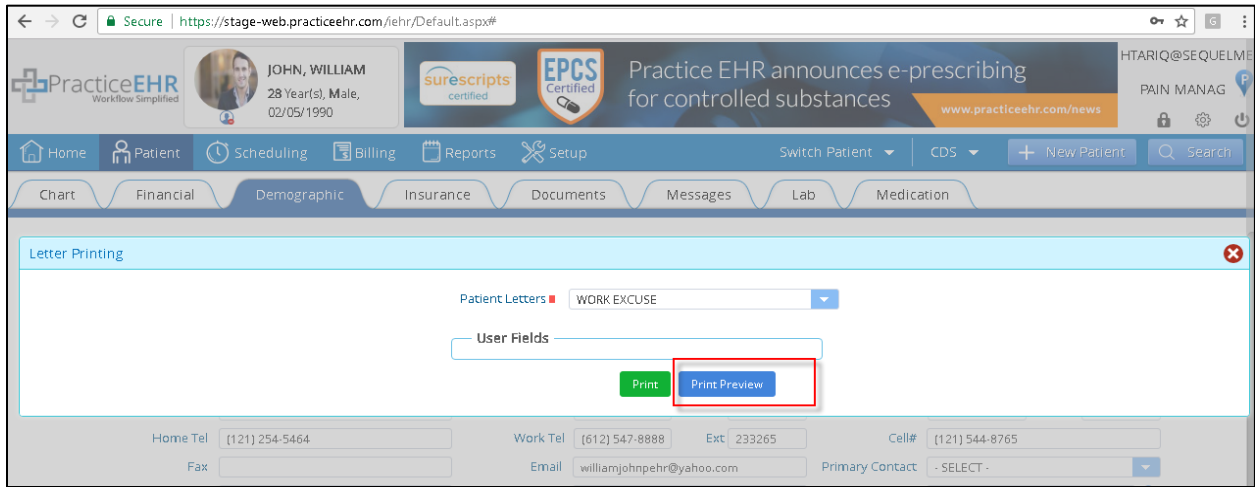 Secure | https://stage-web.practiceehr.com/iehr/Default.aspx#
PracticeEHR
Workflow Simplified
JOHN, WILLIAM
28 Year(s), Male,
02/05/1990
surescripts
certified
EPCS
Certified
Practice EHR announces e-prescribing
for controlled substances
www.practiceehr.com/news
HTARIQ@SEQUELME
PAIN MANAG
Home Patient Scheduling Billing Reports Setup Switch Patient CDS + New Patient Search
Chart Financial Demographic Insurance Documents Messages Lab Medication
Letter Printing
Patient Letters WORK EXCUSE
User Fields
Print Print Preview
Home Tel (121) 254-5464 Work Tel (612) 547-8888 Ext 233265 Cell# (121) 544-8765
Fax Email williamjohnpehr@yahoo.com Primary Contact - SELECT -